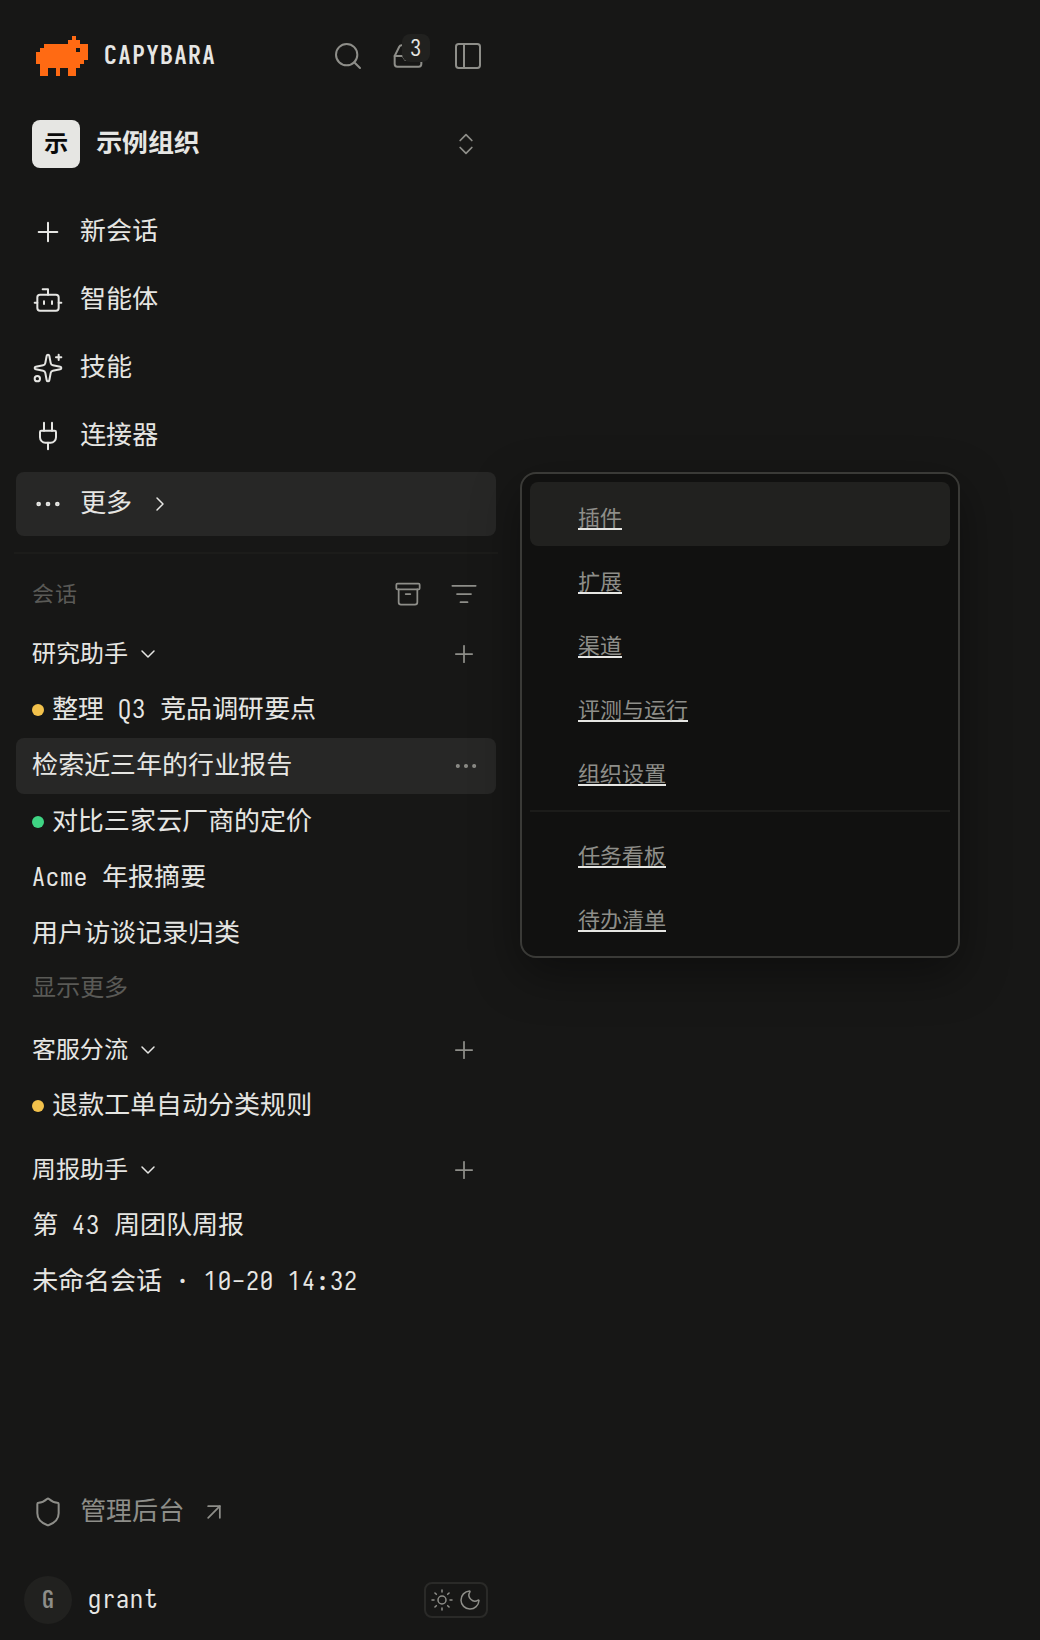 CAPYBARA
3
示
示例组织
新会话
智能体
技能
连接器
更多
会话
研究助手
整理 Q3 竞品调研要点
检索近三年的行业报告
对比三家云厂商的定价
Acme 年报摘要
用户访谈记录归类
显示更多
客服分流
退款工单自动分类规则
周报助手
第 43 周团队周报
未命名会话 · 10-20 14:32
管理后台
G
grant
插件
扩展
渠道
评测与运行
组织设置
任务看板
待办清单